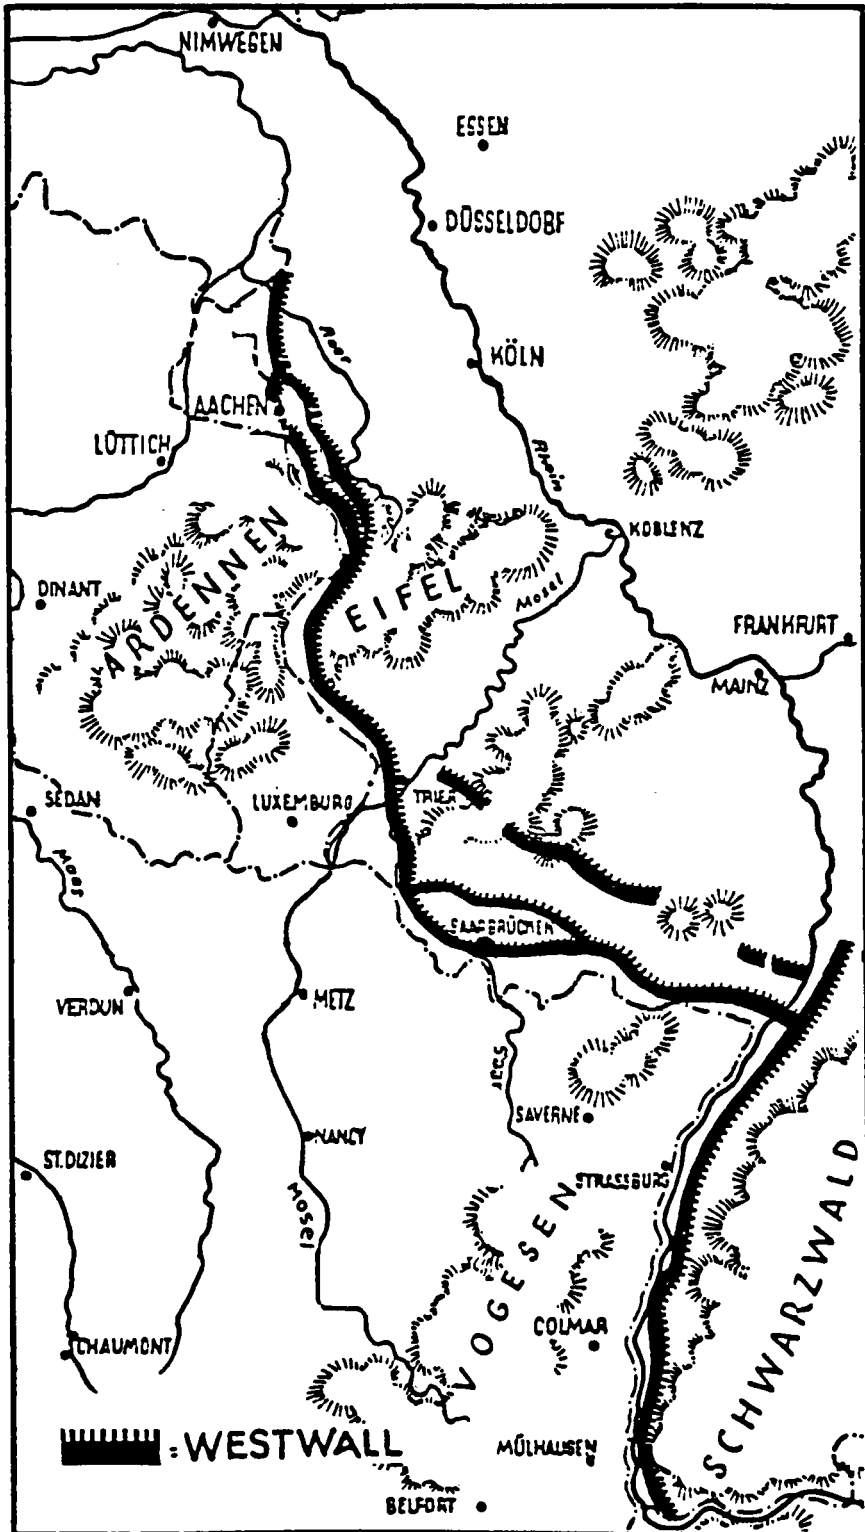 NIMWEGEN
ESSEN
DÜSSELDORF
KÖLN
Roer
AACHEN
LÜTTICH
Rhein
KOBLENZ
ARDENNEN
EIFEL
Mosel
DINANT
FRANKFURT
MAINZ
SEDAN
LUXEMBURG
TRIER
Maas
SAARBRÜCKEN
VERDUN
METZ
Saar
SAVERNE
NANCY
ST. DIZIER
STRASSBURG
Mosel
VOGESEN
SCHWARZWALD
COLMAR
CHAUMONT
= WESTWALL
MÜLHAUSEN
BELFORT